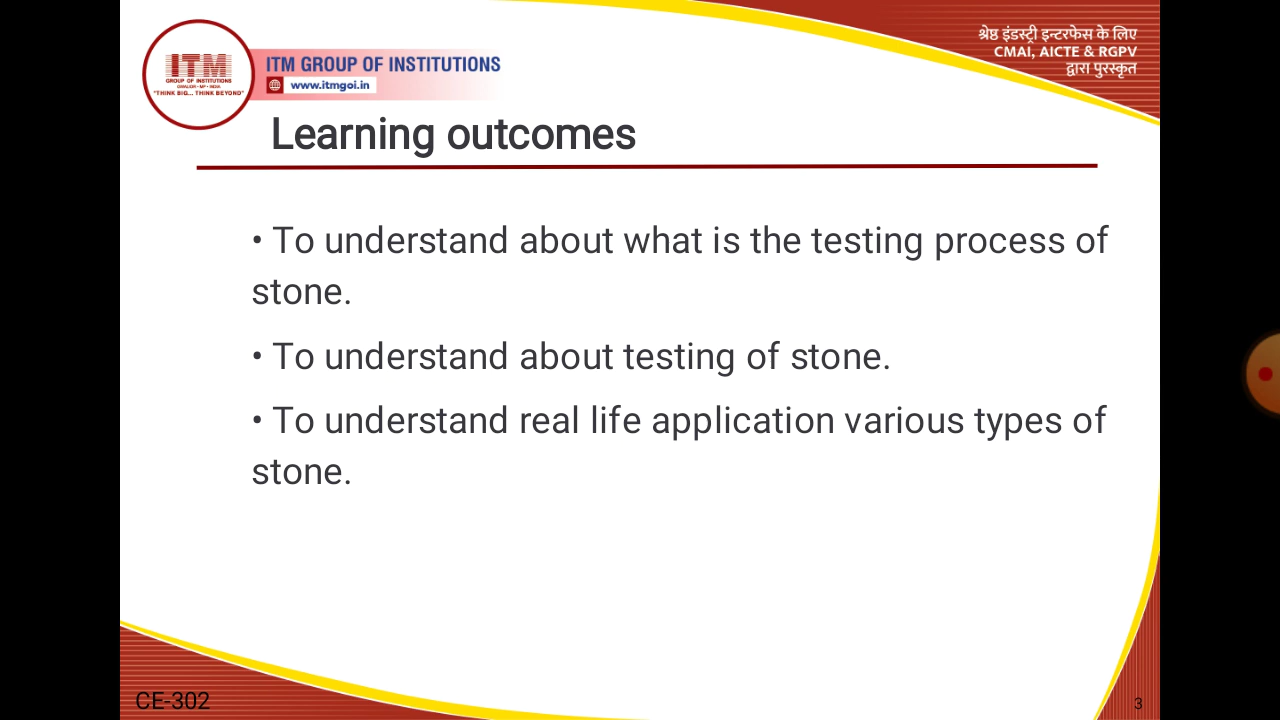 ITM
GROUP OF INSTITUTIONS
GWALIOR • MP • INDIA
"THINK BIG... THINK BEYOND"
ITM GROUP OF INSTITUTIONS
www.itmgoi.in
श्रेष्ठ इंडस्ट्री इन्टरफेस के लिए
CMAI, AICTE & RGPV
द्वारा पुरस्कृत
Learning outcomes
• To understand about what is the testing process of
stone.
• To understand about testing of stone.
• To understand real life application various types of
stone.
CE-302
3